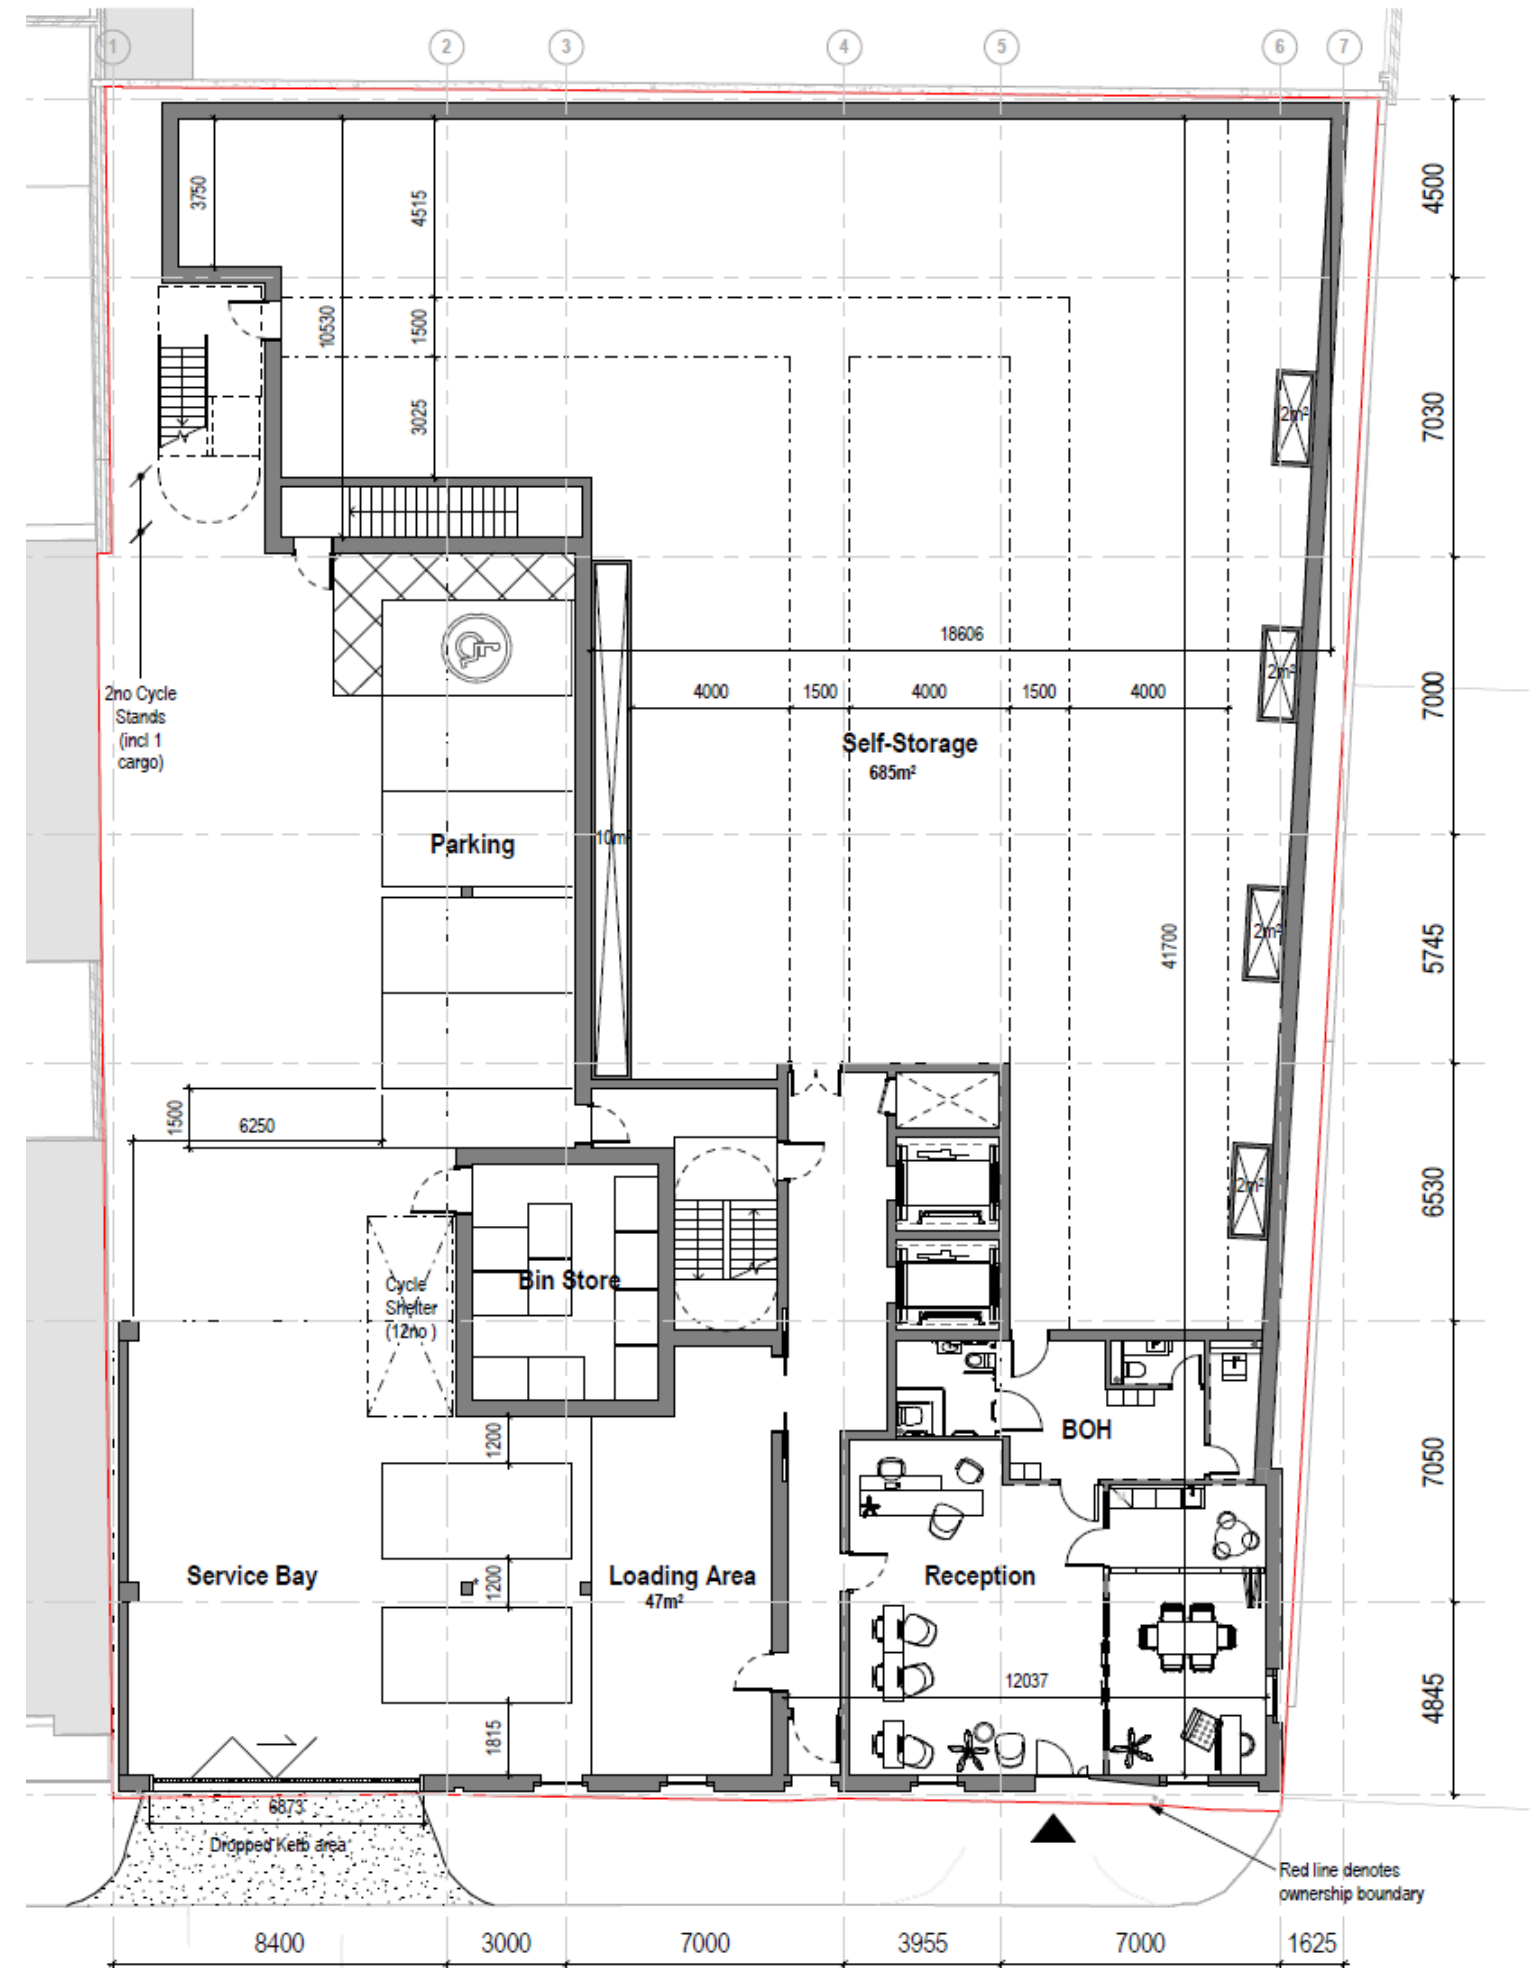 1 2 3 4 5 6 7
4500
3750
4515
10530
1500
3025
7030
2m²
2no Cycle
Stands
(incl 1
cargo)
18606
4000 1500 4000 1500 4000
2m²
7000
Self-Storage
685m²
Parking
10m²
41700
2m²
5745
1500
6250
2m²
6530
Cycle
Shelter
(12no )
Bin Store
1200
BOH
7050
Service Bay
1200
Loading Area
47m²
Reception
12037
1815
4845
6873
Dropped Kerb area
Red line denotes
ownership boundary
8400 3000 7000 3955 7000 1625